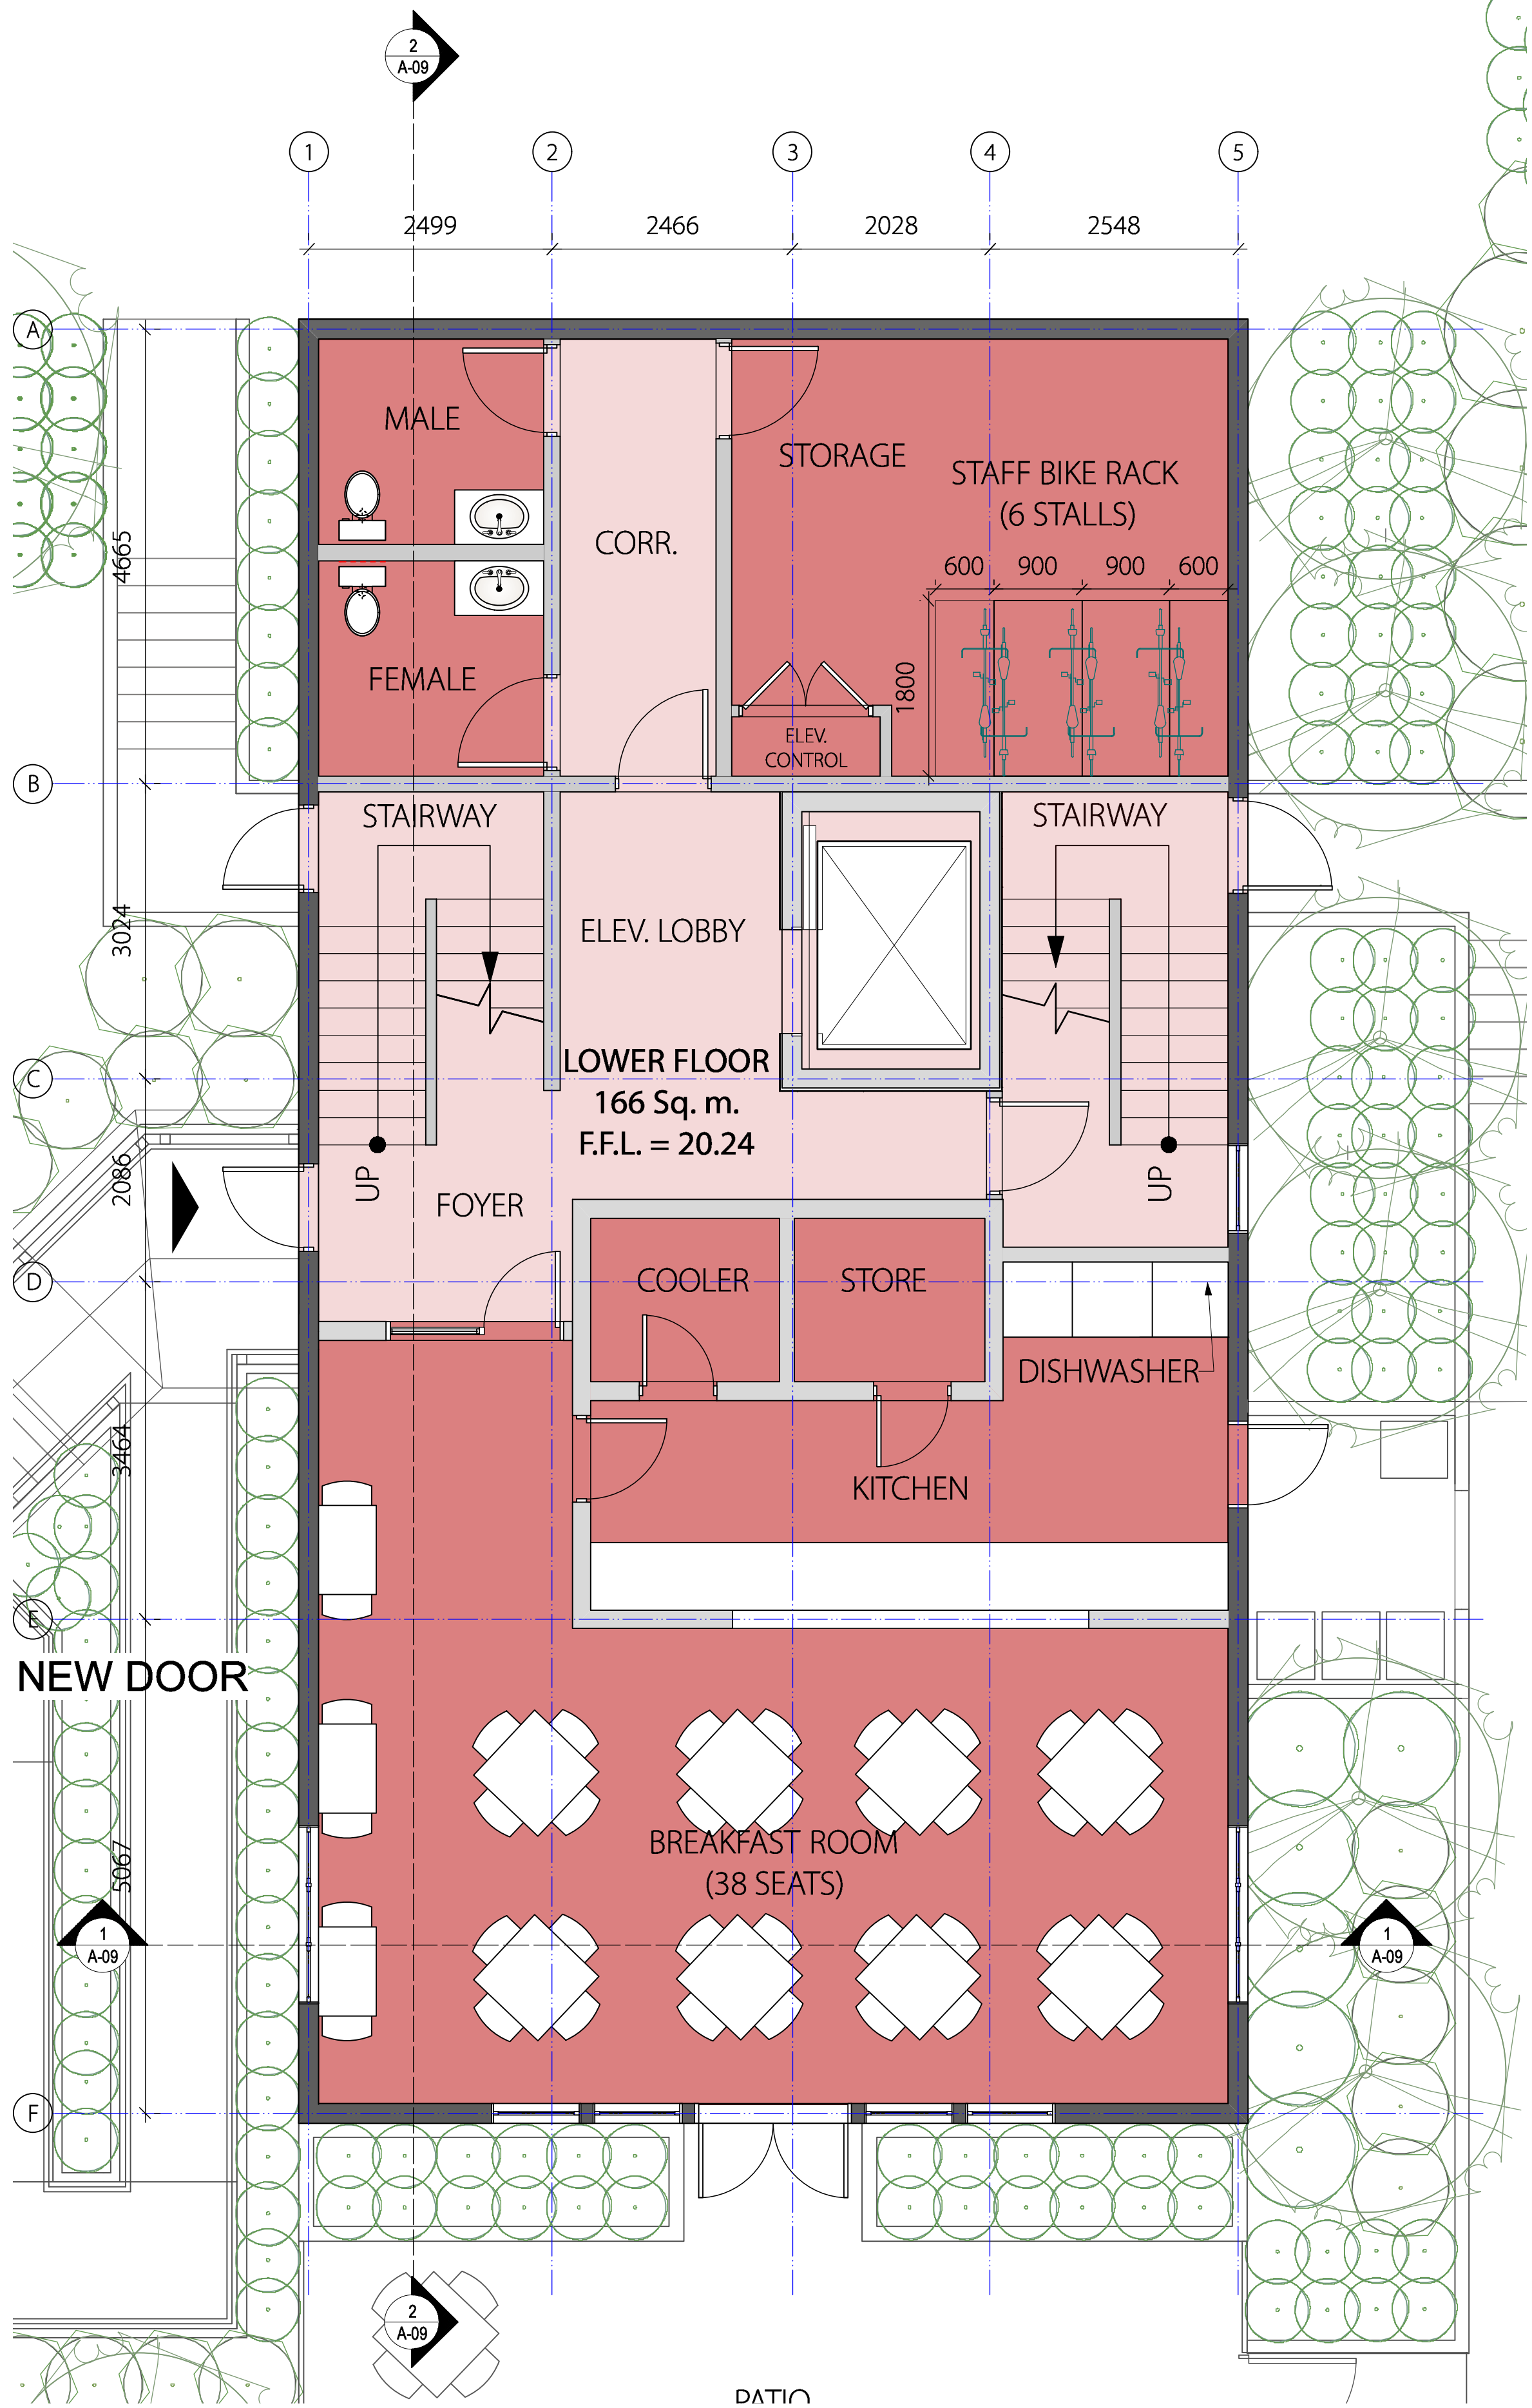 2
A-09
1
2
3
4
5
2499
2466
2028
2548
A
MALE
STORAGE
STAFF BIKE RACK
(6 STALLS)
CORR.
4665
600
900
900
600
FEMALE
1800
ELEV.
CONTROL
B
STAIRWAY
STAIRWAY
3024
ELEV. LOBBY
C
LOWER FLOOR
166 Sq. m.
F.F.L. = 20.24
2086
UP
UP
FOYER
D
COOLER
STORE
DISHWASHER
3464
KITCHEN
E
NEW DOOR
BREAKFAST ROOM
(38 SEATS)
5067
1
A-09
1
A-09
F
2
A-09
PATIO